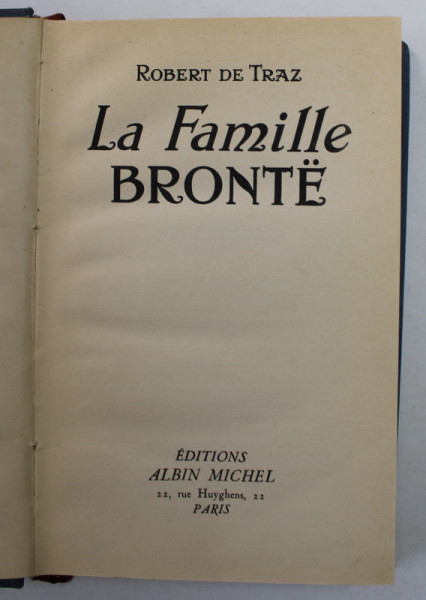 ROBERT DE TRAZ
La Famille
BRONTË
ÉDITIONS
ALBIN MICHEL
22, rue Huyghens, 22
PARIS